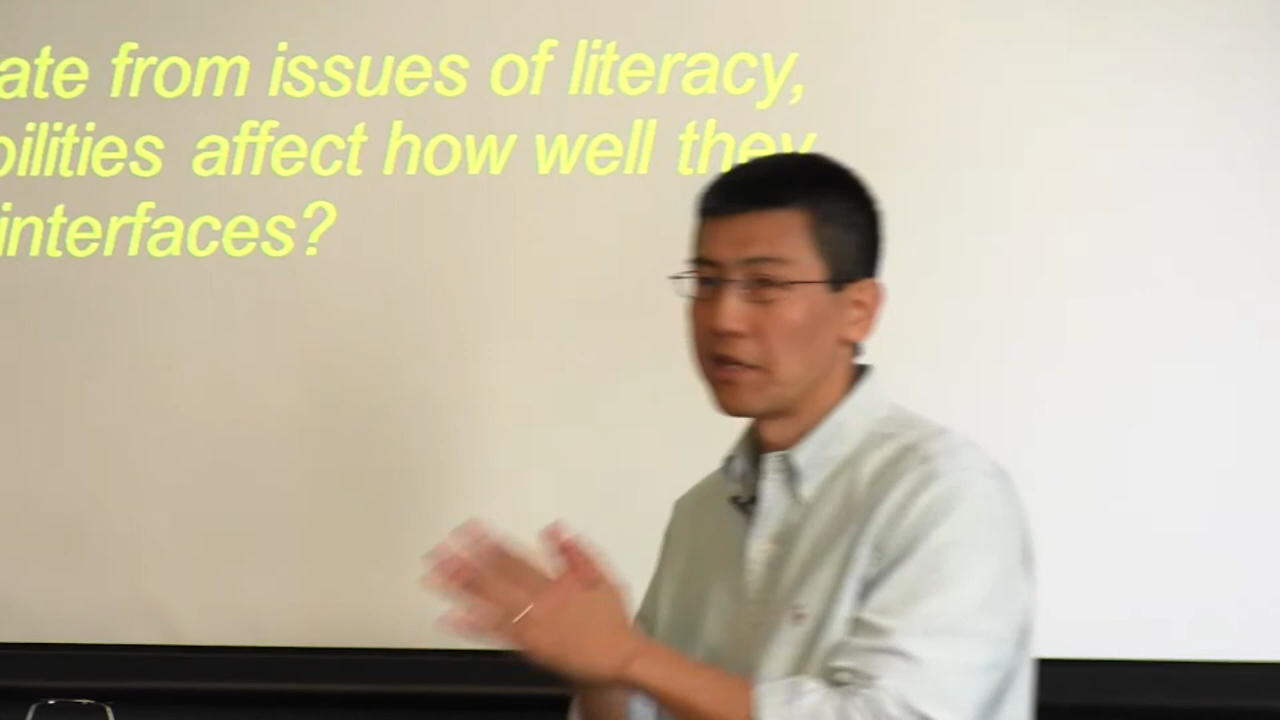 ate from issues of literacy,
bilities affect how well they
interfaces?